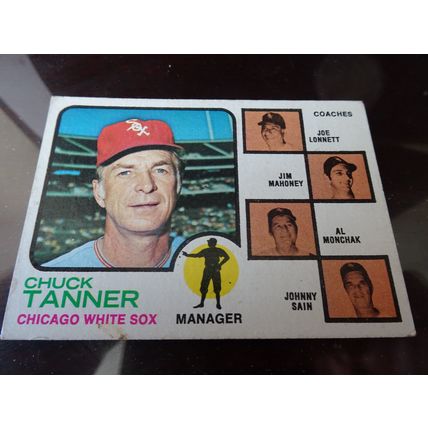 SOX
COACHES
JOE
LONNETT
JIM
MAHONEY
AL
MONCHAK
JOHNNY
SAIN
CHUCK
TANNER
CHICAGO WHITE SOX
MANAGER